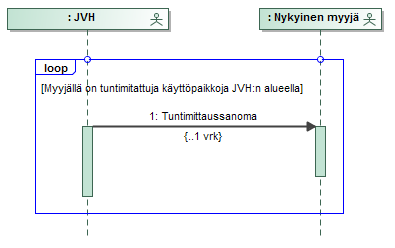 : JVH
: Nykyinen myyjä
loop
[Myyjällä on tuntimitattuja käyttöpaikkoja JVH:n alueella]
1: Tuntimittaussanoma
{..1 vrk}